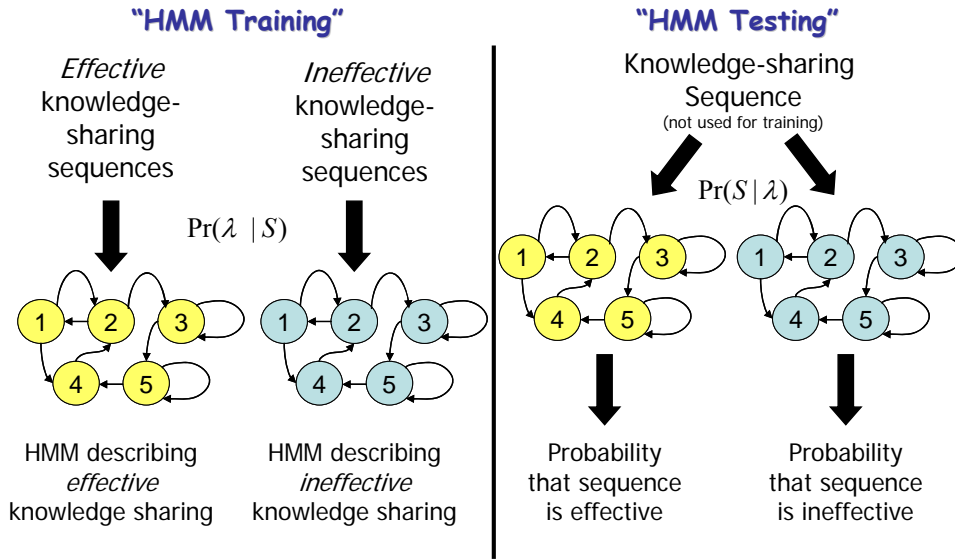 "HMM Training"
Effective
knowledge-
sharing
sequences
Ineffective
knowledge-
sharing
sequences
Pr(λ | S)
1
2
3
4
5
1
2
3
4
5
HMM describing
effective
knowledge sharing
HMM describing
ineffective
knowledge sharing
"HMM Testing"
Knowledge-sharing
Sequence
(not used for training)
Pr(S | λ)
1
2
3
4
5
1
2
3
4
5
Probability
that sequence
is effective
Probability
that sequence
is ineffective